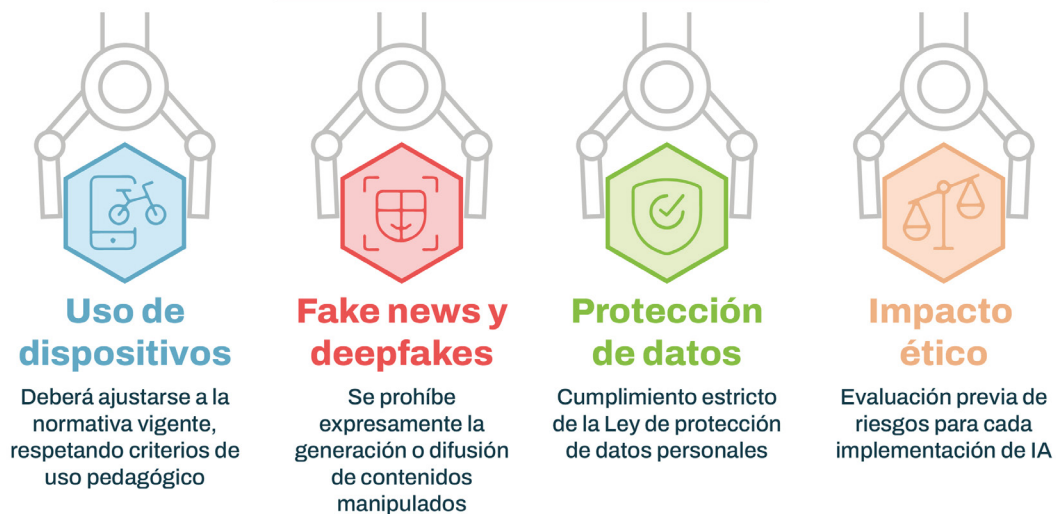 Uso de
dispositivos
Deberá ajustarse a la
normativa vigente,
respetando criterios de
uso pedagógico
Fake news y
deepfakes
Se prohíbe
expresamente la
generación o difusión
de contenidos
manipulados
Protección
de datos
Cumplimiento estricto
de la Ley de protección
de datos personales
Impacto
ético
Evaluación previa de
riesgos para cada
implementación de IA